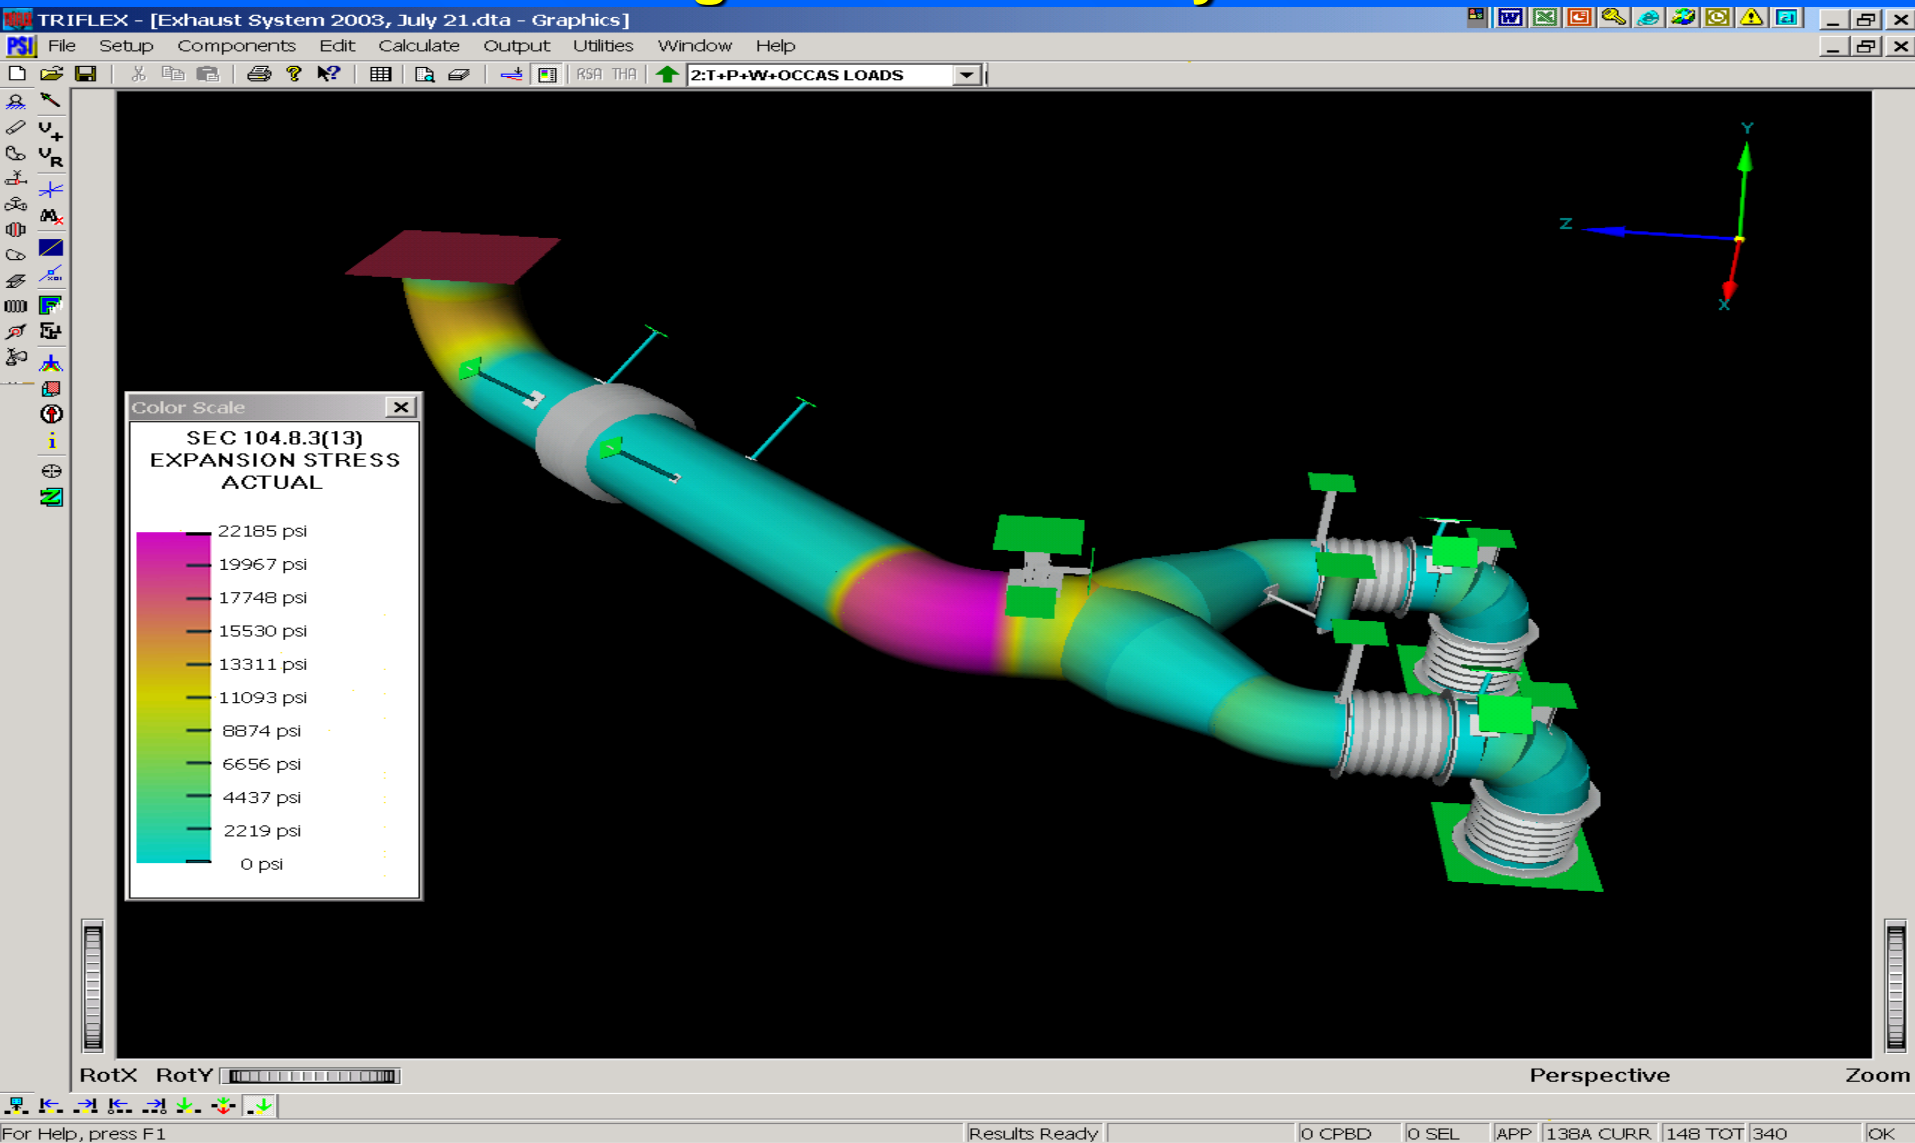 TRIFLEX - [Exhaust System 2003, July 21.dta - Graphics]
PSI File Setup Components Edit Calculate Output Utilities Window Help
RSA THA 2:T+P+W+OCCAS LOADS
V+
VR
Y
Z
X
Color Scale
SEC 104.8.3(13)
EXPANSION STRESS
ACTUAL
22185 psi
19967 psi
17748 psi
15530 psi
13311 psi
11093 psi
8874 psi
6656 psi
4437 psi
2219 psi
0 psi
RotX RotY Perspective Zoom
For Help, press F1 Results Ready 0 CPBD 0 SEL APP 138A CURR 148 TOT 340 OK